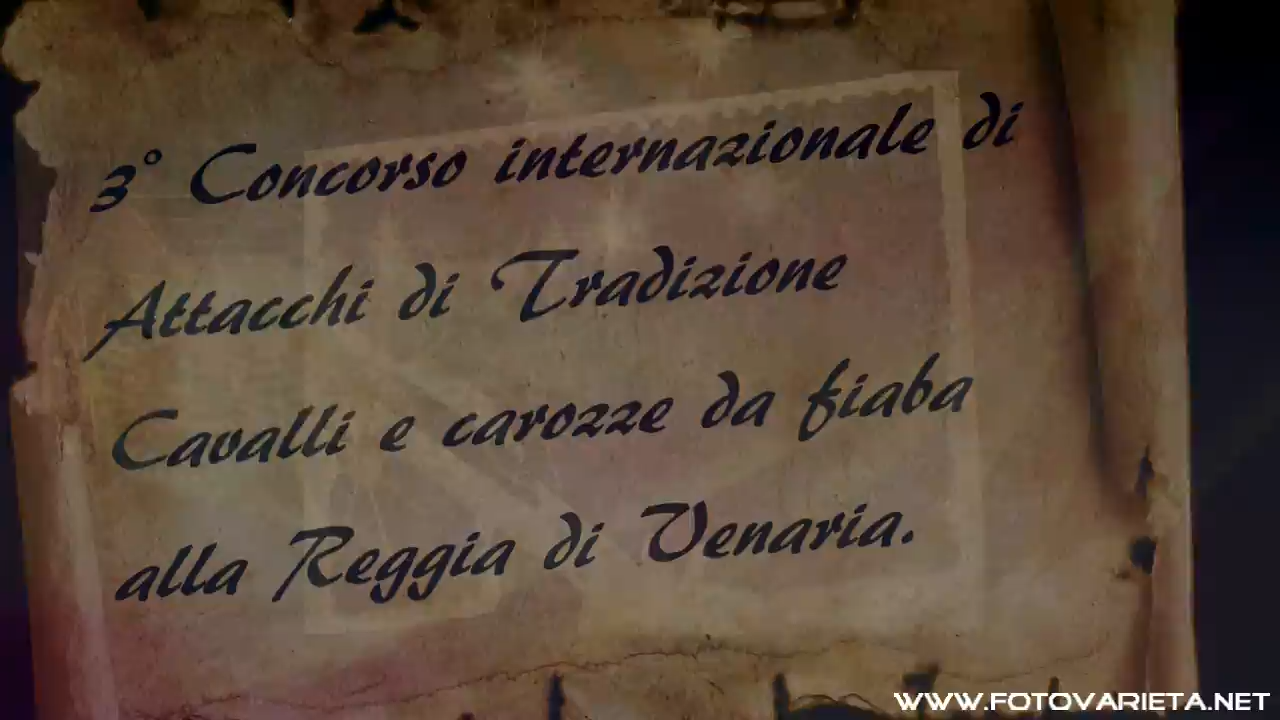 3° Concorso internazionale di
Attacchi di Tradizione
Cavalli e carozze da fiaba
alla Reggia di Venaria.
WWW.FOTOVARIETA.NET